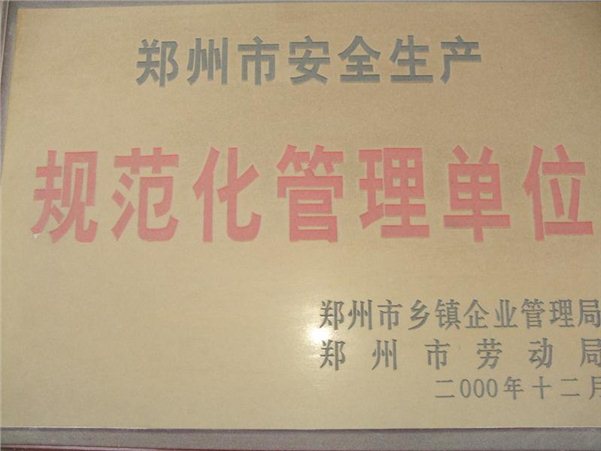 郑州市安全生产
规范化管理单位
郑州市乡镇企业管理局
郑州市劳动局
二000年十二月